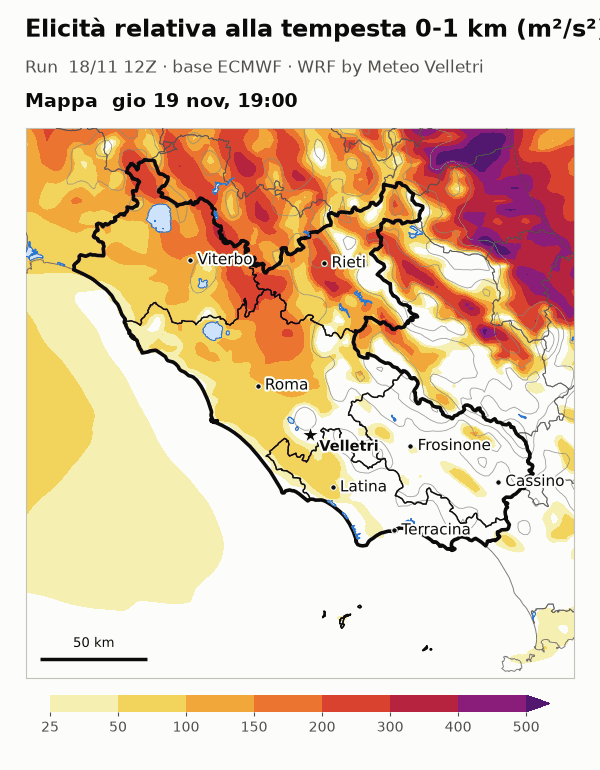 Elicità relativa alla tempesta 0-1 km (m²/s²)
Run  18/11 12Z · base ECMWF · WRF by Meteo Velletri
Mappa  gio 19 nov, 19:00
Viterbo
Rieti
Roma
Velletri
Frosinone
Latina
Cassino
Terracina
50 km
25 50 100 150 200 300 400 500